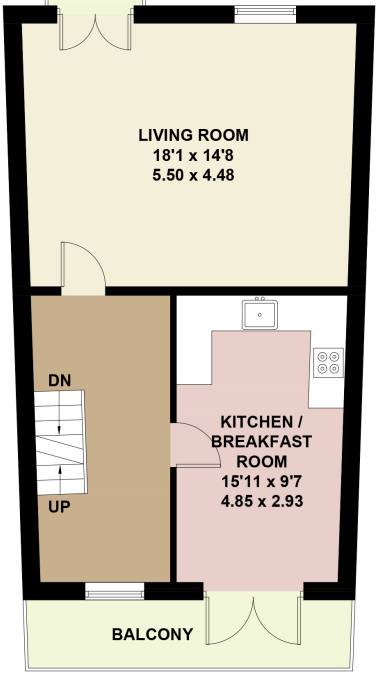 LIVING ROOM
18'1 x 14'8
5.50 x 4.48
DN
UP
KITCHEN /
BREAKFAST
ROOM
15'11 x 9'7
4.85 x 2.93
BALCONY